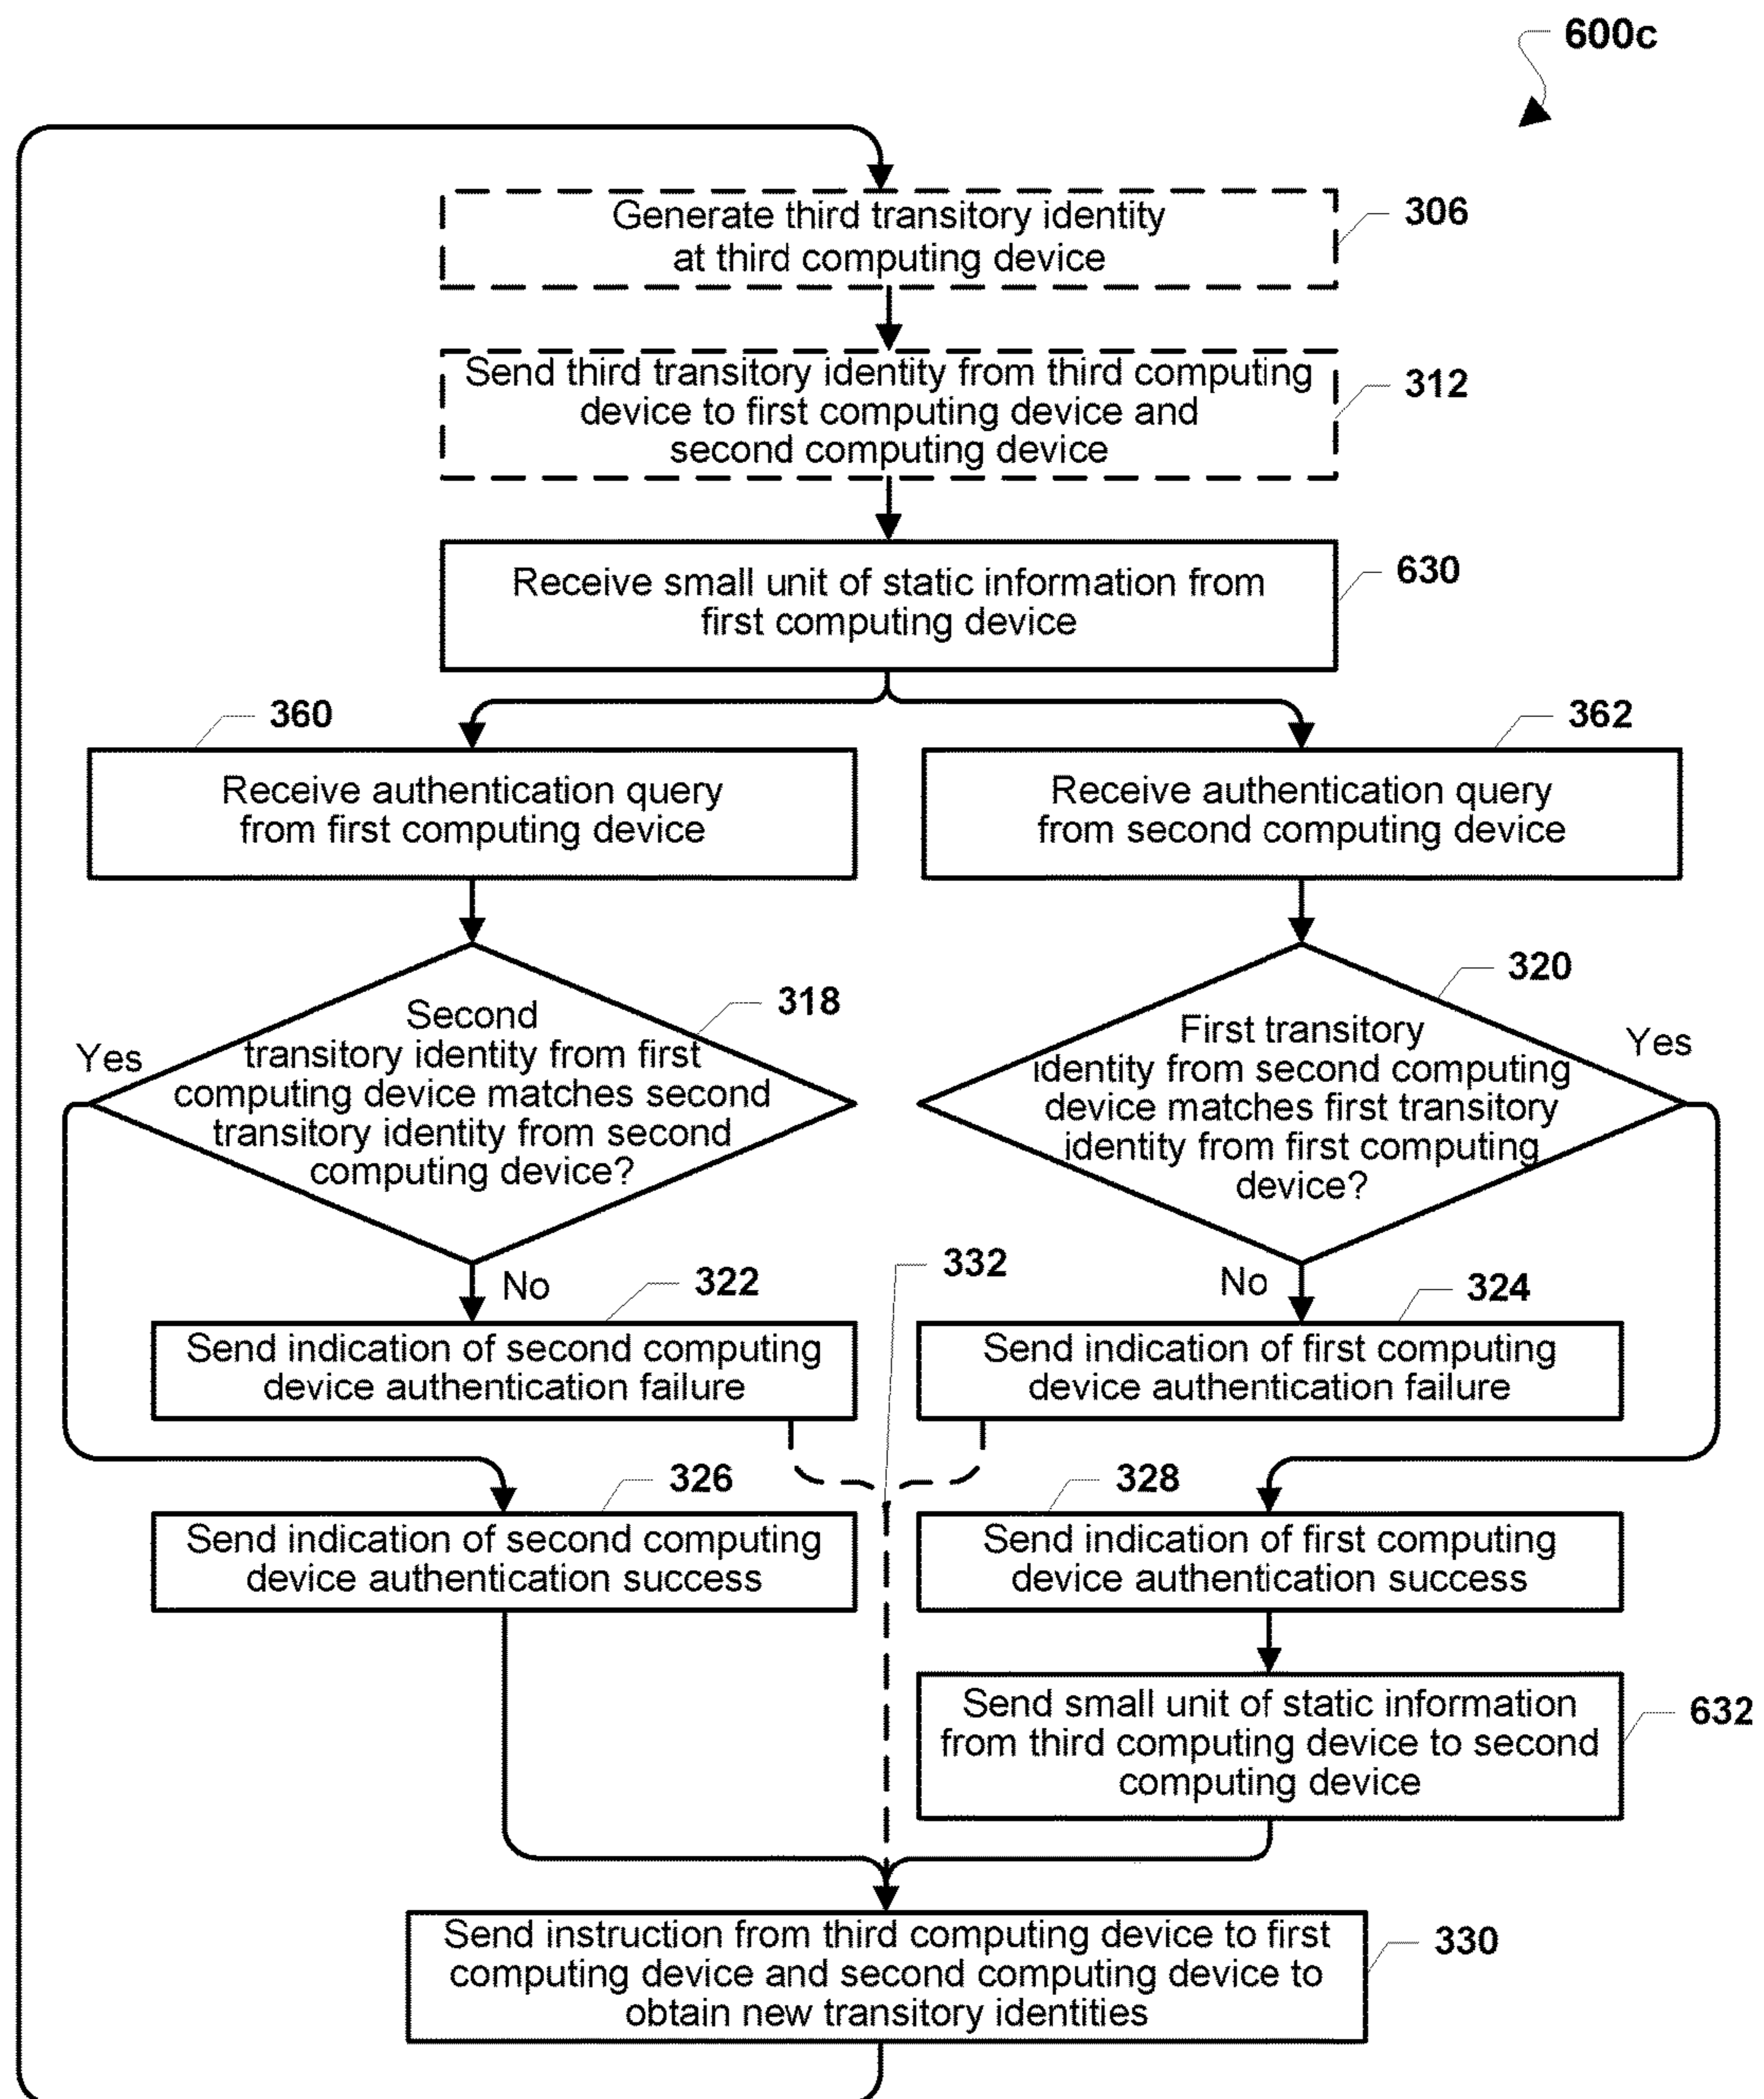 600c
Generate third transitory identity
at third computing device
306
Send third transitory identity from third computing
device to first computing device and
second computing device
312
Receive small unit of static information from
first computing device
630
360
Receive authentication query
from first computing device
362
Receive authentication query
from second computing device
318
Second
transitory identity from first
computing device matches second
transitory identity from second
computing device?
Yes
No
320
First transitory
identity from second computing
device matches first transitory
identity from first computing
device?
Yes
No
332
322
Send indication of second computing
device authentication failure
324
Send indication of first computing
device authentication failure
326
Send indication of second computing
device authentication success
328
Send indication of first computing
device authentication success
Send small unit of static information
from third computing device to second
computing device
632
Send instruction from third computing device to first
computing device and second computing device to
obtain new transitory identities
330